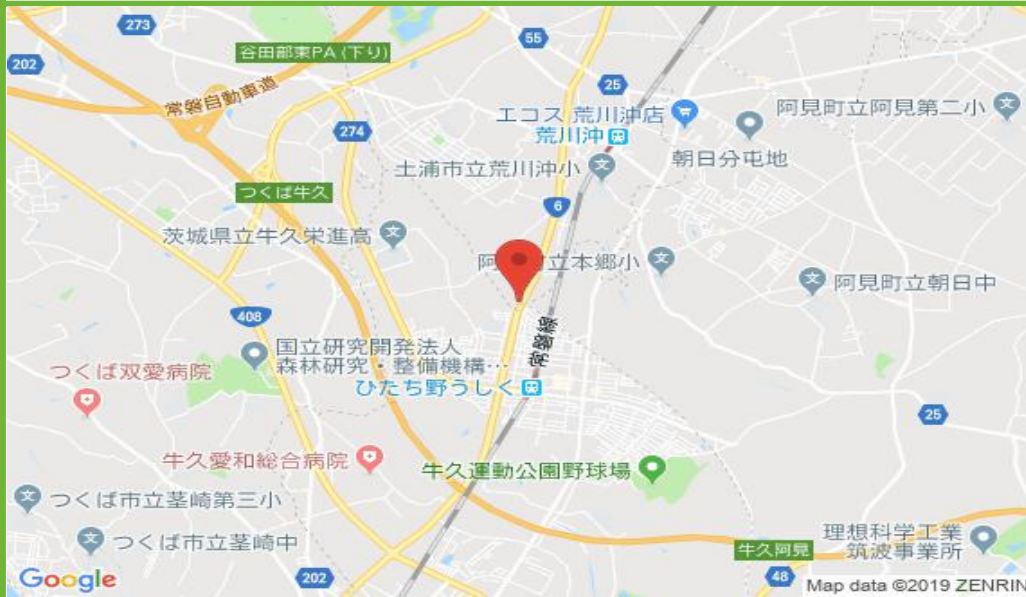 273
55
谷田部東PA (下り)
202
25
常磐自動車道
エコス 荒川沖店
阿見町立阿見第二小
274
荒川沖
朝日分屯地
土浦市立荒川沖小
つくば牛久
6
茨城県立牛久栄進高
阿
町立本郷小
阿見町立朝日中
408
常磐線
国立研究開発法人
森林研究・整備機構…
つくば双愛病院
ひたち野うしく
25
牛久愛和総合病院
牛久運動公園野球場
つくば市立茎崎第三小
つくば市立茎崎中
理想科学工業
筑波事業所
牛久阿見
Google
202
48
Map data ©2019 ZENRIN